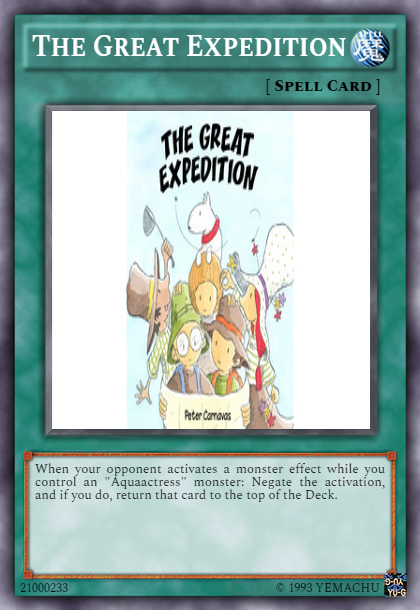 THE GREAT EXPEDITION
[ SPELL CARD ]
THE GREAT
EXPEDITION
Peter Carnavas
When your opponent activates a monster effect while you
control an "Aquaactress" monster: Negate the activation,
and if you do, return that card to the top of the Deck.
21000233
© 1993 YEMACHU